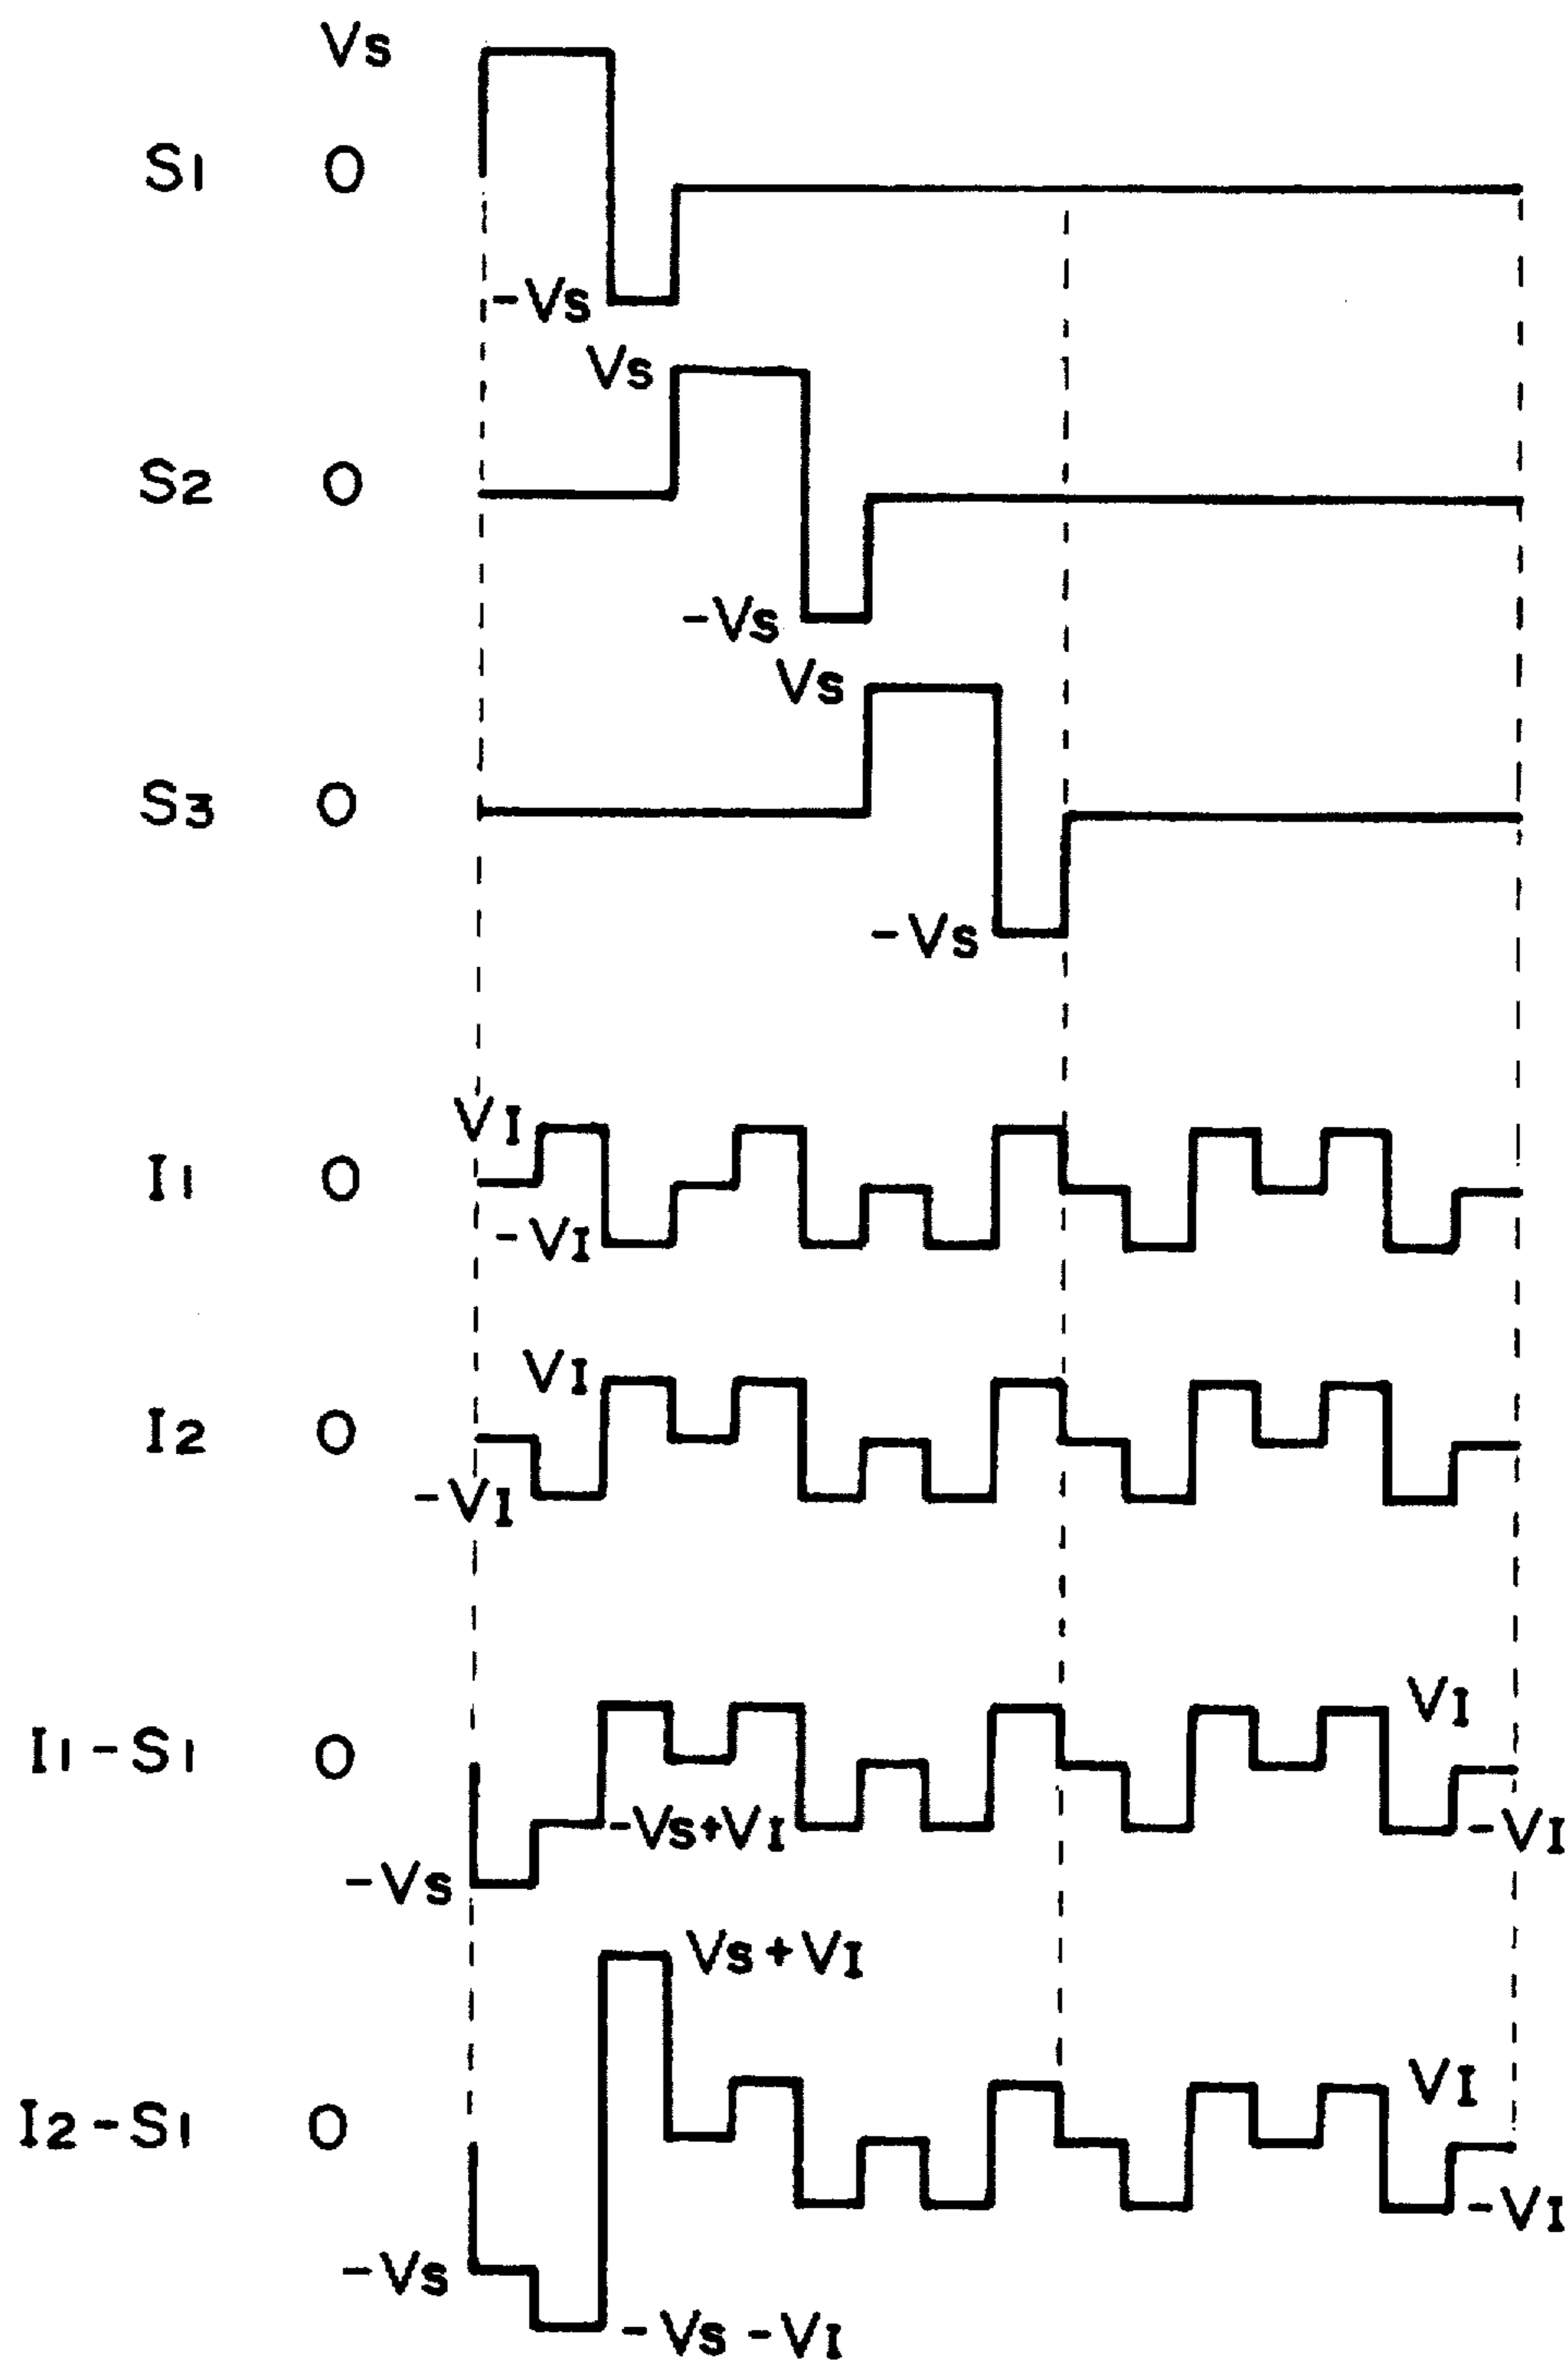 Vs
S1 O
-Vs
Vs
S2 O
-Vs
Vs
S3 O
-Vs
VI
I1 O
-VI
VI
I2 O
-VI
VI
I1-S1 O
-Vs+VI
-VI
-Vs
Vs+VI
VI
I2-S1 O
-VI
-Vs
-Vs-VI